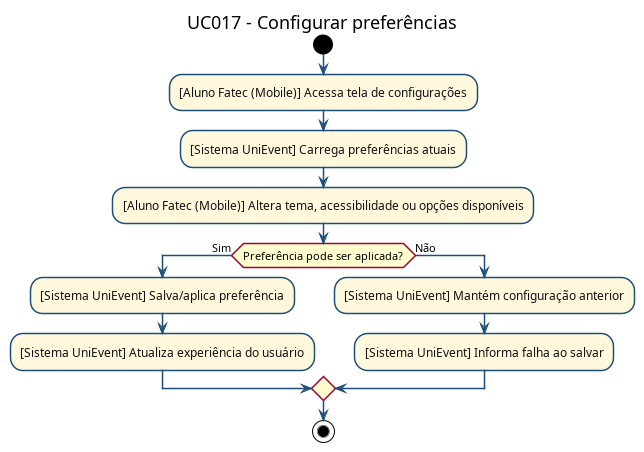 UC017 - Configurar preferências
[Aluno Fatec (Mobile)] Acessa tela de configurações
[Sistema UniEvent] Carrega preferências atuais
[Aluno Fatec (Mobile)] Altera tema, acessibilidade ou opções disponíveis
Sim
Preferência pode ser aplicada?
Não
[Sistema UniEvent] Salva/aplica preferência
[Sistema UniEvent] Mantém configuração anterior
[Sistema UniEvent] Atualiza experiência do usuário
[Sistema UniEvent] Informa falha ao salvar